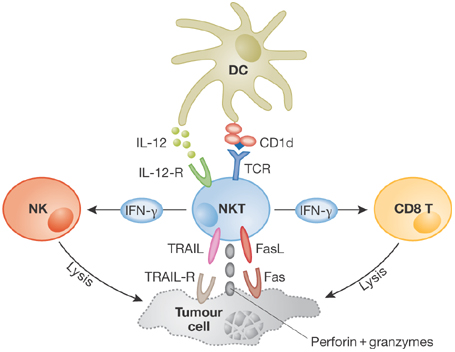 DC
IL-12
CD1d
IL-12-R
TCR
NK
IFN-γ
NKT
IFN-γ
CD8 T
TRAIL
FasL
Lysis
TRAIL-R
Fas
Lysis
Tumour
cell
Perforin + granzymes